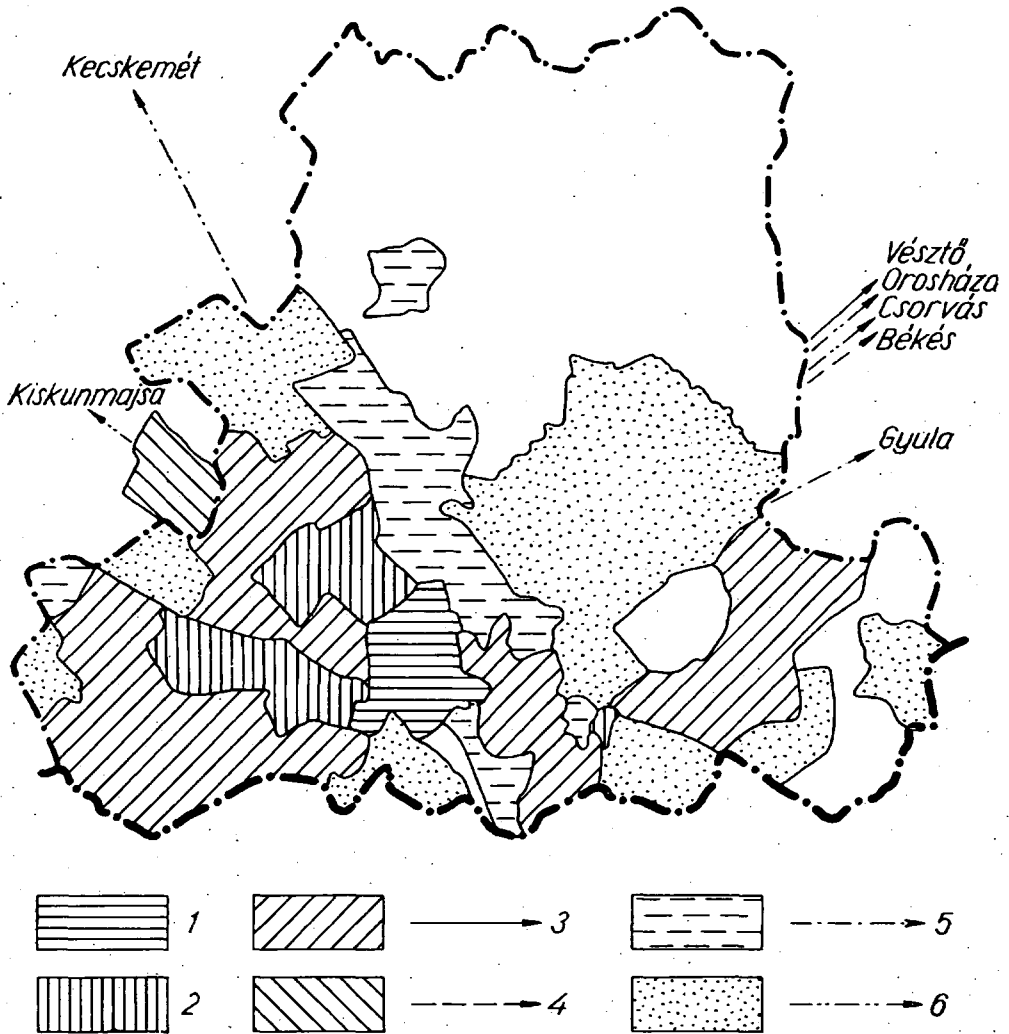 Kecskemét
Vésztő
Orosháza
Csorvás
Békés
Kiskunmajsa
Gyula
1
3
5
2
4
6